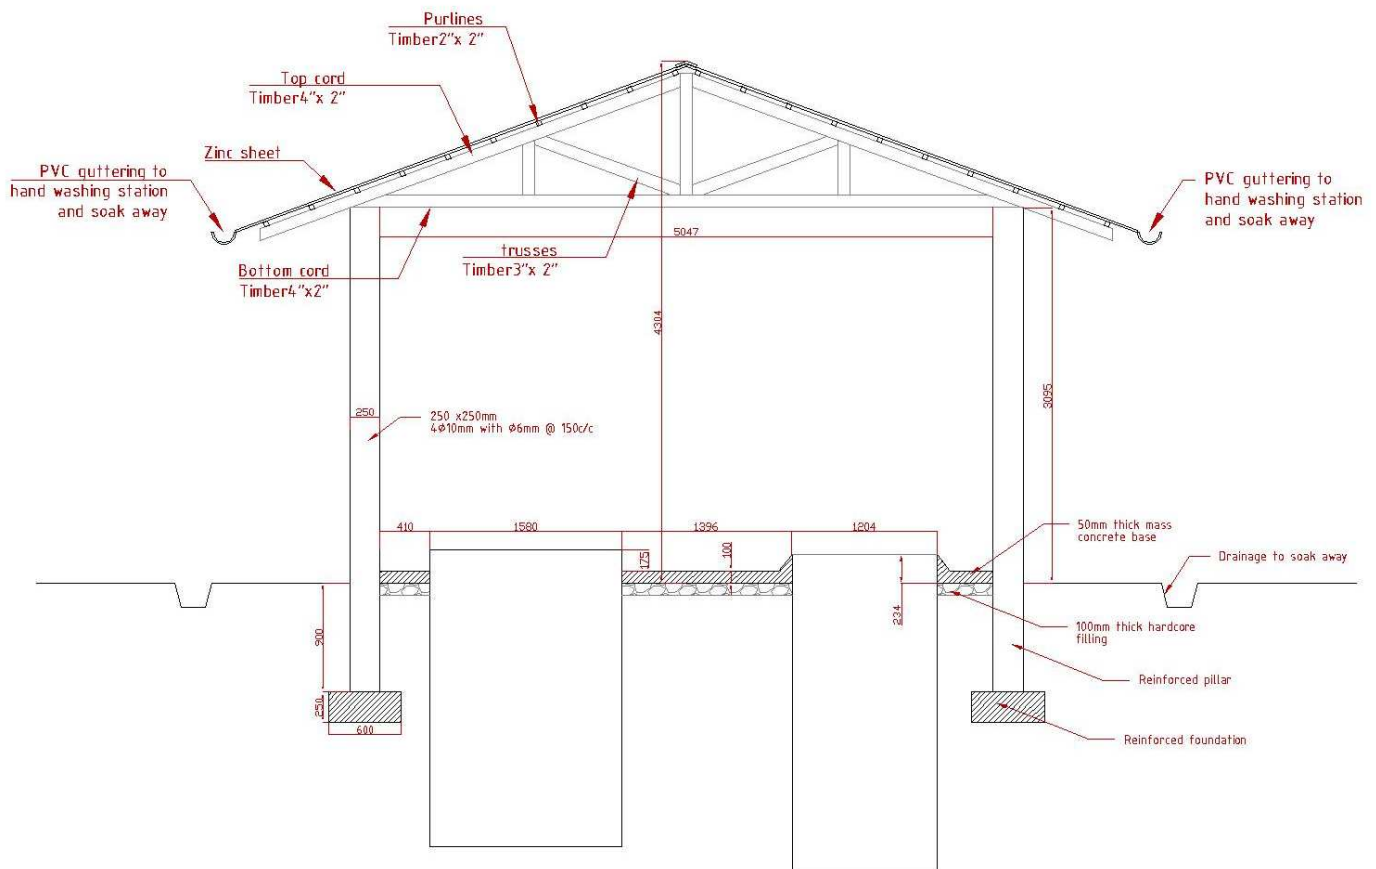 Purlines
Timber2"x 2"
Top cord
Timber4"x 2"
Zinc sheet
PVC guttering to
hand washing station
and soak away
PVC guttering to
hand washing station
and soak away
5047
trusses
Timber3"x 2"
Bottom cord
Timber4"x2"
4304
3095
250
250 x250mm
4Φ10mm with Φ6mm @ 150c/c
410
1580
1396
1204
175
100
50mm thick mass
concrete base
Drainage to soak away
234
100mm thick hardcore
filling
900
Reinforced pillar
250
600
Reinforced foundation